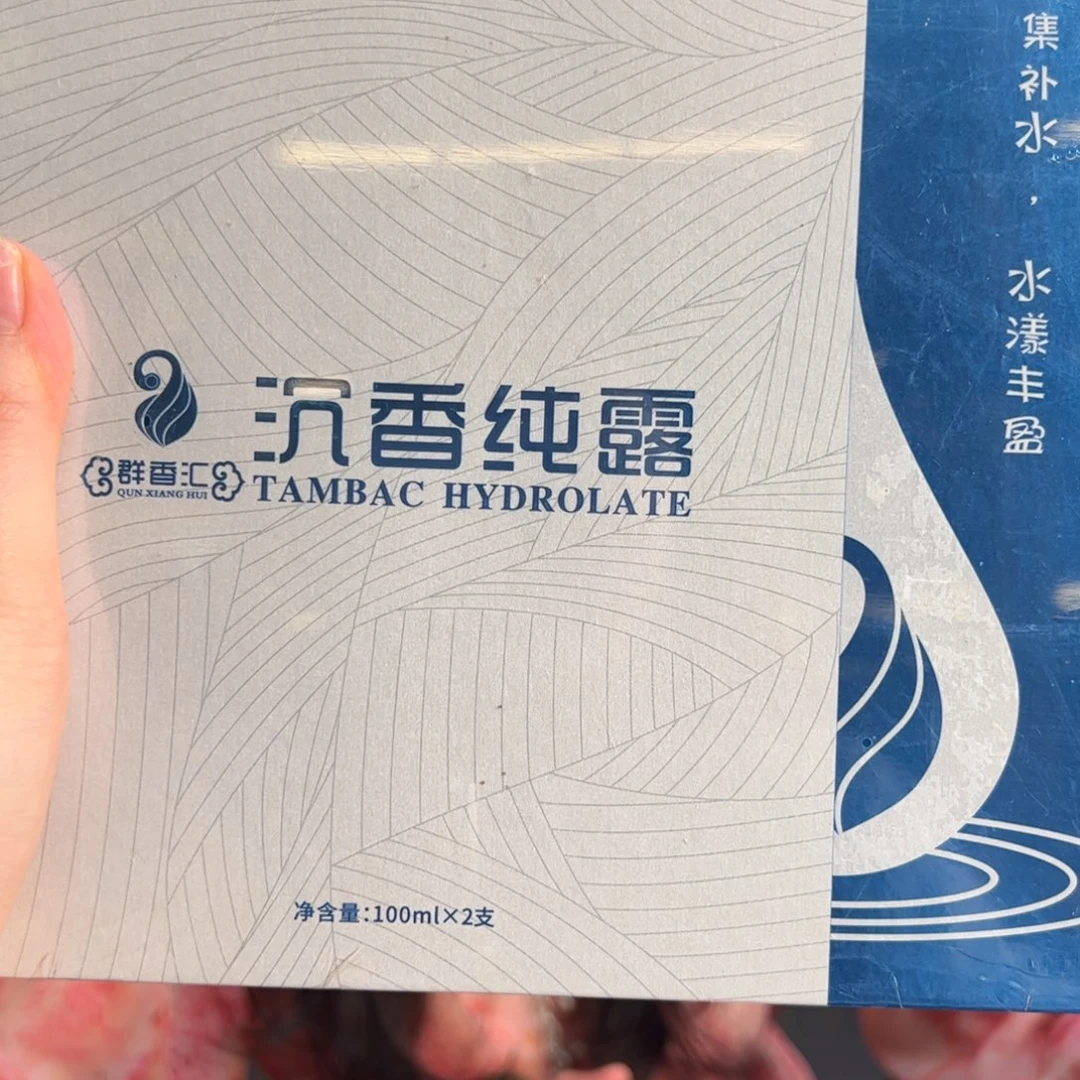 沉香纯露
TAMBAC HYDROLATE
群香汇
QUN XIANG HUI
净含量:100ml×2支
集补水,
水漾丰盈